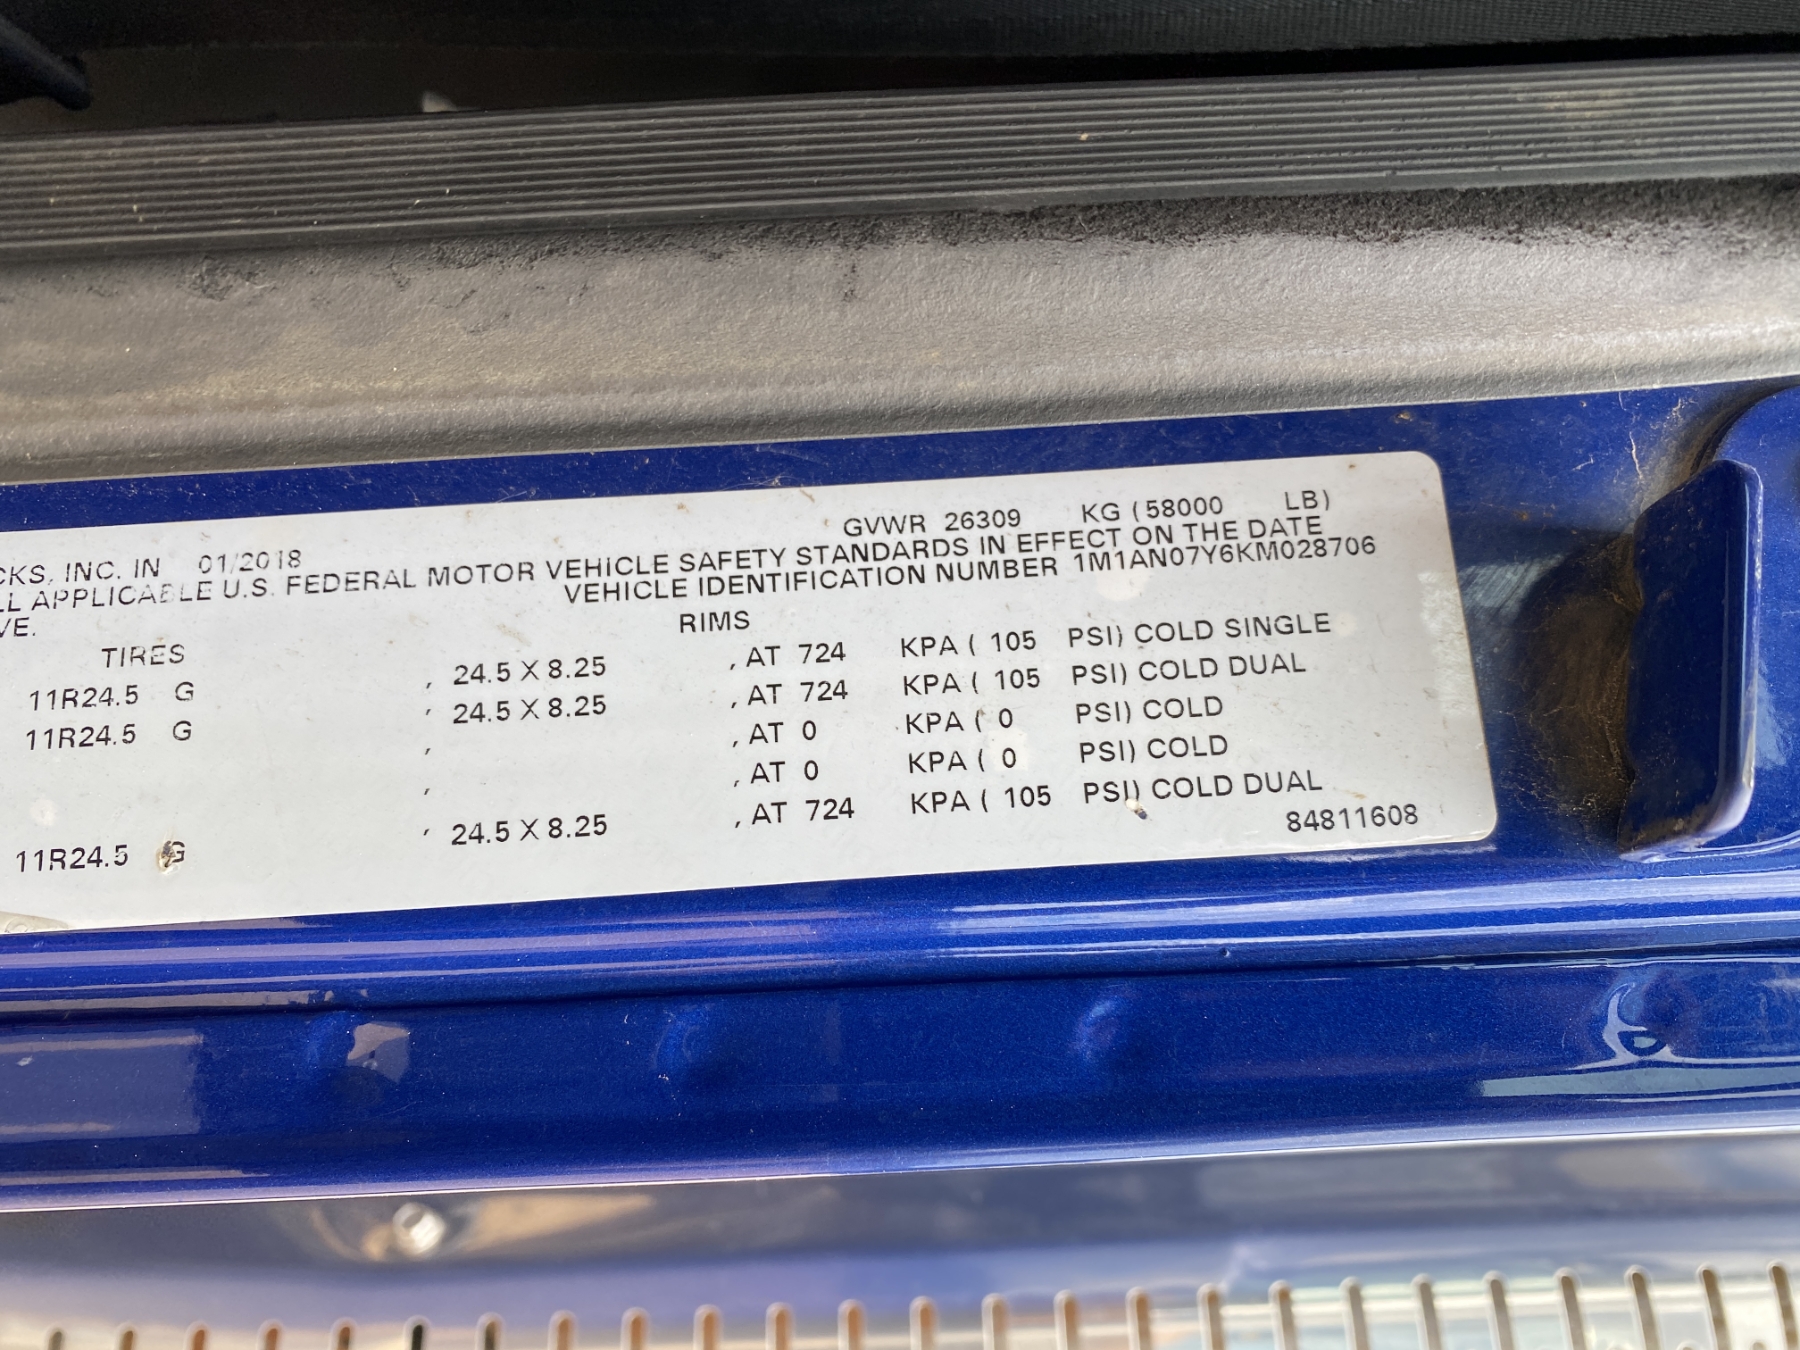 GVWR 26309 KG ( 58000 LB)
CKS, INC. IN 01/2018
LL APPLICABLE U.S. FEDERAL MOTOR VEHICLE SAFETY STANDARDS IN EFFECT ON THE DATE
VE. VEHICLE IDENTIFICATION NUMBER 1M1AN07Y6KM028706
TIRES RIMS
11R24.5 G , 24.5 X 8.25 , AT 724 KPA ( 105 PSI) COLD SINGLE
11R24.5 G , 24.5 X 8.25 , AT 724 KPA ( 105 PSI) COLD DUAL
, , AT 0 KPA ( 0 PSI) COLD
, , AT 0 KPA ( 0 PSI) COLD
11R24.5 G , 24.5 X 8.25 , AT 724 KPA ( 105 PSI) COLD DUAL
84811608